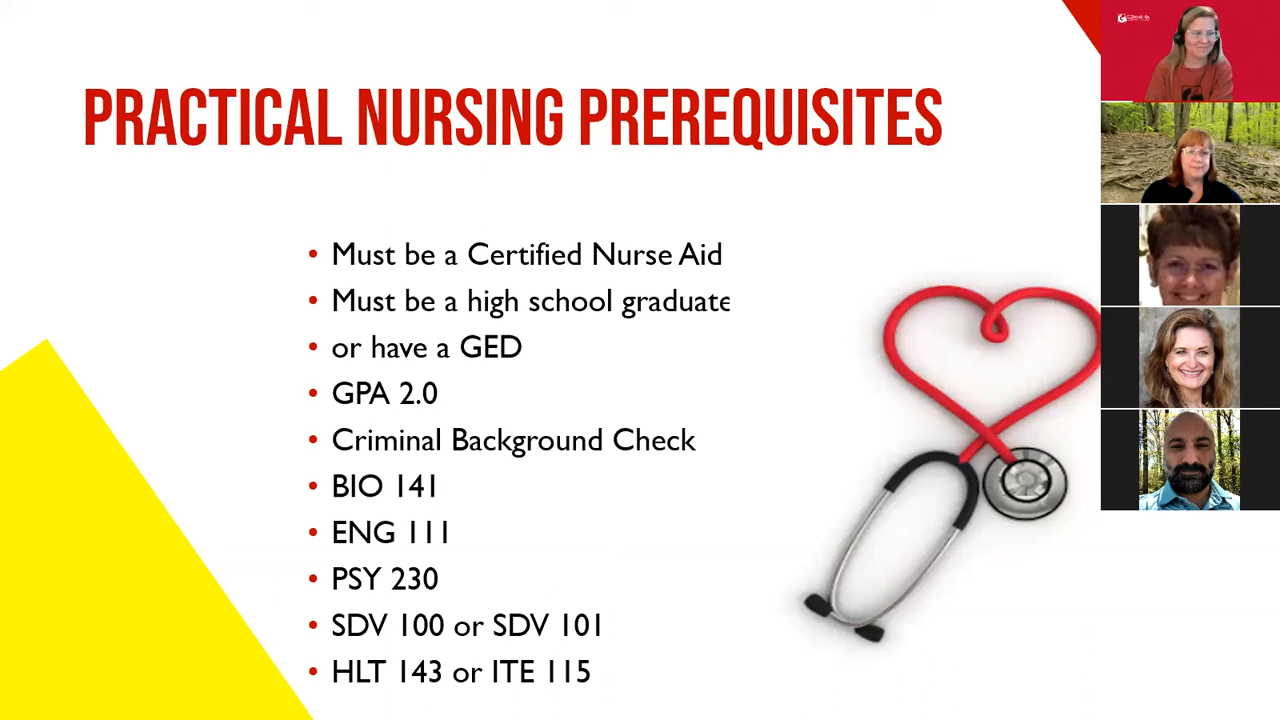 PRACTICAL NURSING PREREQUISITES
• Must be a Certified Nurse Aid
• Must be a high school graduate
• or have a GED
• GPA 2.0
• Criminal Background Check
• BIO 141
• ENG 111
• PSY 230
• SDV 100 or SDV 101
• HLT 143 or ITE 115